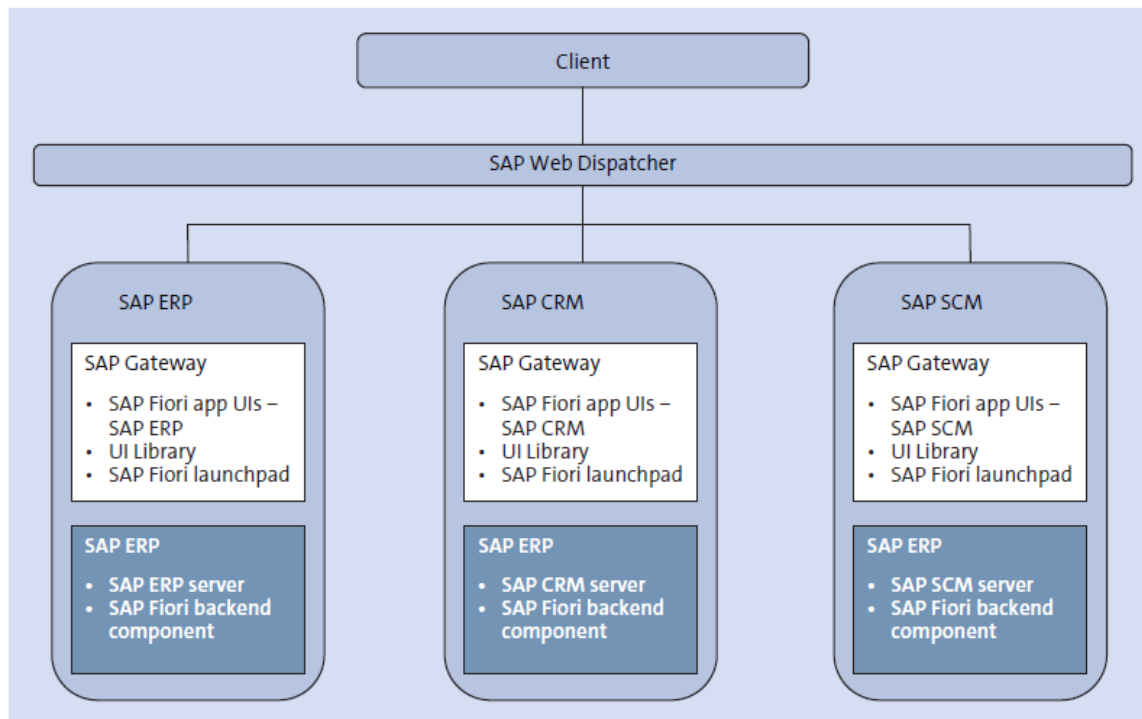 Client
SAP Web Dispatcher
SAP ERP
SAP Gateway
• SAP Fiori app UIs –
SAP ERP
• UI Library
• SAP Fiori launchpad
SAP ERP
• SAP ERP server
• SAP Fiori backend
component
SAP CRM
SAP Gateway
• SAP Fiori app UIs –
SAP CRM
• UI Library
• SAP Fiori launchpad
SAP ERP
• SAP CRM server
• SAP Fiori backend
component
SAP SCM
SAP Gateway
• SAP Fiori app UIs –
SAP SCM
• UI Library
• SAP Fiori launchpad
SAP ERP
• SAP SCM server
• SAP Fiori backend
component